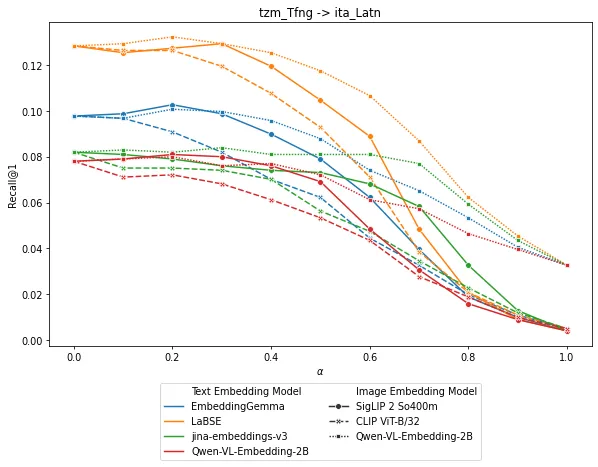 tzm_Tfng -> ita_Latn
Recall@1
0.12
0.10
0.08
0.06
0.04
0.02
0.00
0.0 0.2 0.4 0.6 0.8 1.0
α
Text Embedding Model
EmbeddingGemma
LaBSE
jina-embeddings-v3
Qwen-VL-Embedding-2B
Image Embedding Model
SigLIP 2 So400m
CLIP ViT-B/32
Qwen-VL-Embedding-2B